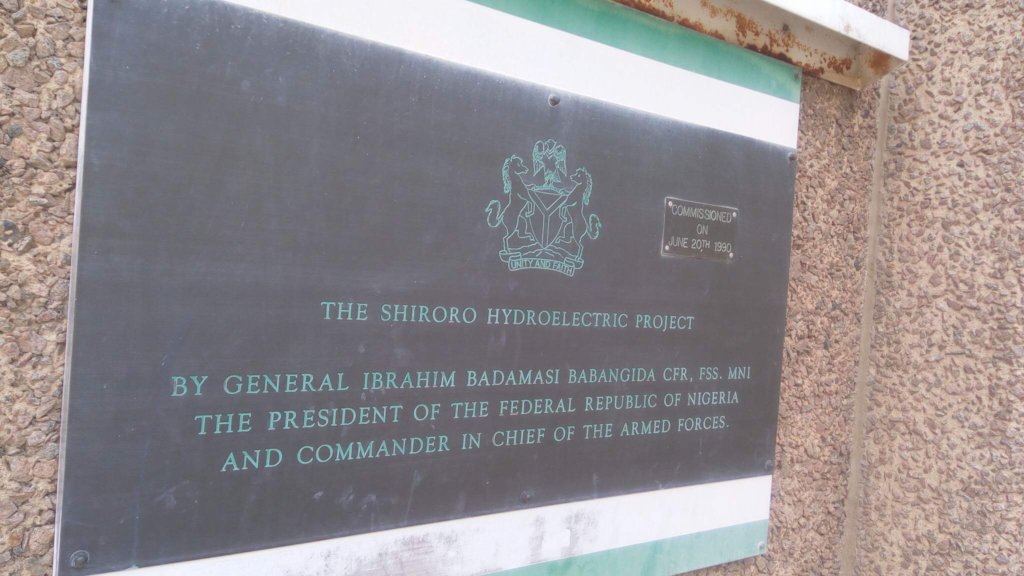 UNITY AND FAITH
COMMISSIONED
ON
JUNE 20TH 1990
THE SHIRORO HYDROELECTRIC PROJECT
BY GENERAL IBRAHIM BADAMASI BABANGIDA CFR, FSS. MNI
THE PRESIDENT OF THE FEDERAL REPUBLIC OF NIGERIA
AND COMMANDER IN CHIEF OF THE ARMED FORCES.